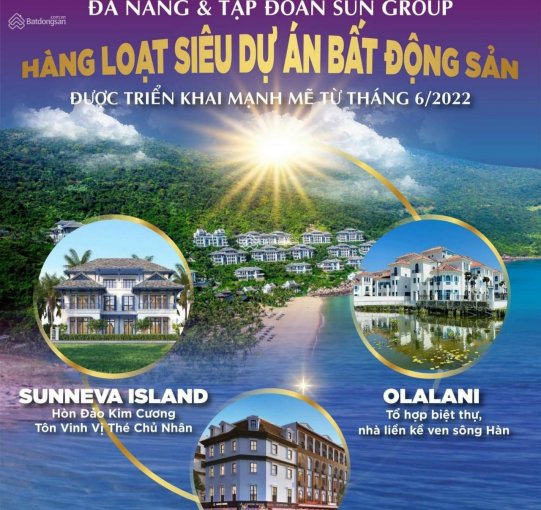 Batdongsan
.com.vn
ĐÀ NẴNG & TẬP ĐOÀN SUN GROUP
HÀNG LOẠT SIÊU DỰ ÁN BẤT ĐỘNG SẢN
ĐƯỢC TRIỂN KHAI MẠNH MẼ TỪ THÁNG 6/2022
SUNNEVA ISLAND
Hòn Đảo Kim Cương
Tôn Vinh Vị Thế Chủ Nhân
OLALANI
Tổ hợp biệt thự,
nhà liền kề ven sông Hàn